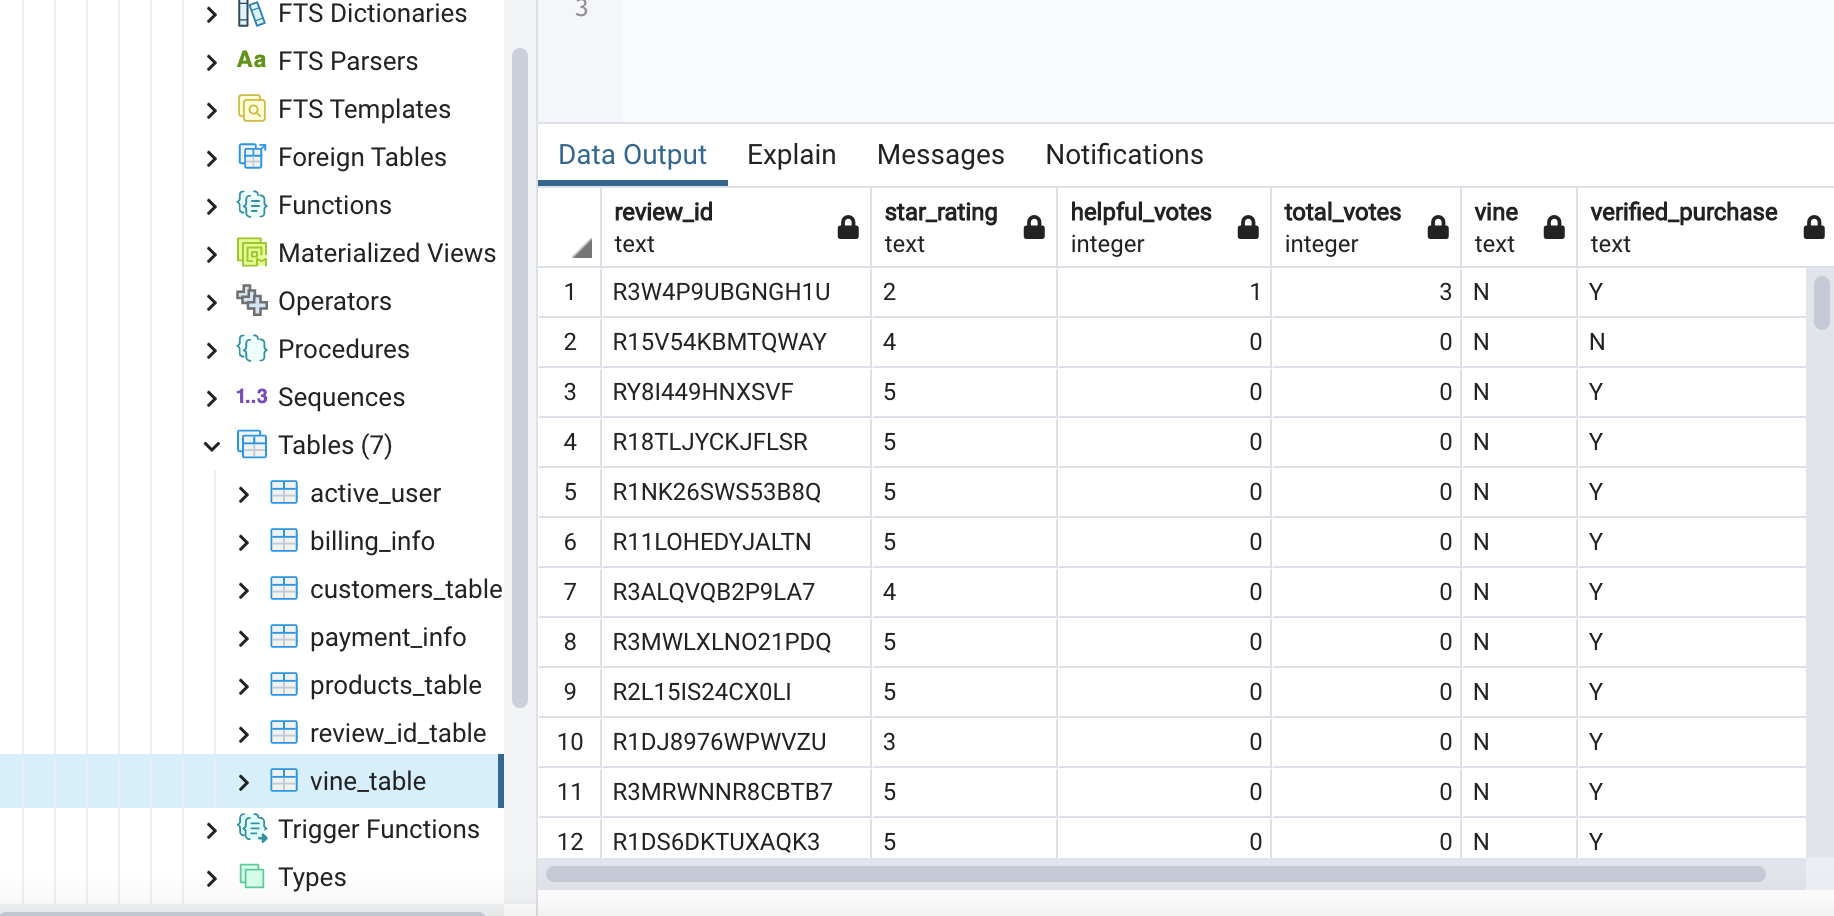 FTS Dictionaries
Aa FTS Parsers
FTS Templates
Foreign Tables
Functions
Materialized Views
Operators
Procedures
1..3 Sequences
Tables (7)
active_user
billing_info
customers_table
payment_info
products_table
review_id_table
vine_table
Trigger Functions
Types
3
Data Output Explain Messages Notifications
review_id star_rating helpful_votes total_votes vine verified_purchase
text text integer integer text text
1 R3W4P9UBGNGH1U 2 1 3 N Y
2 R15V54KBMTQWAY 4 0 0 N N
3 RY8I449HNXSVF 5 0 0 N Y
4 R18TLJYCKJFLSR 5 0 0 N Y
5 R1NK26SWS53B8Q 5 0 0 N Y
6 R11LOHEDYJALTN 5 0 0 N Y
7 R3ALQVQB2P9LA7 4 0 0 N Y
8 R3MWLXLNO21PDQ 5 0 0 N Y
9 R2L15IS24CX0LI 5 0 0 N Y
10 R1DJ8976WPWVZU 3 0 0 N Y
11 R3MRWNNR8CBTB7 5 0 0 N Y
12 R1DS6DKTUXAQK3 5 0 0 N Y